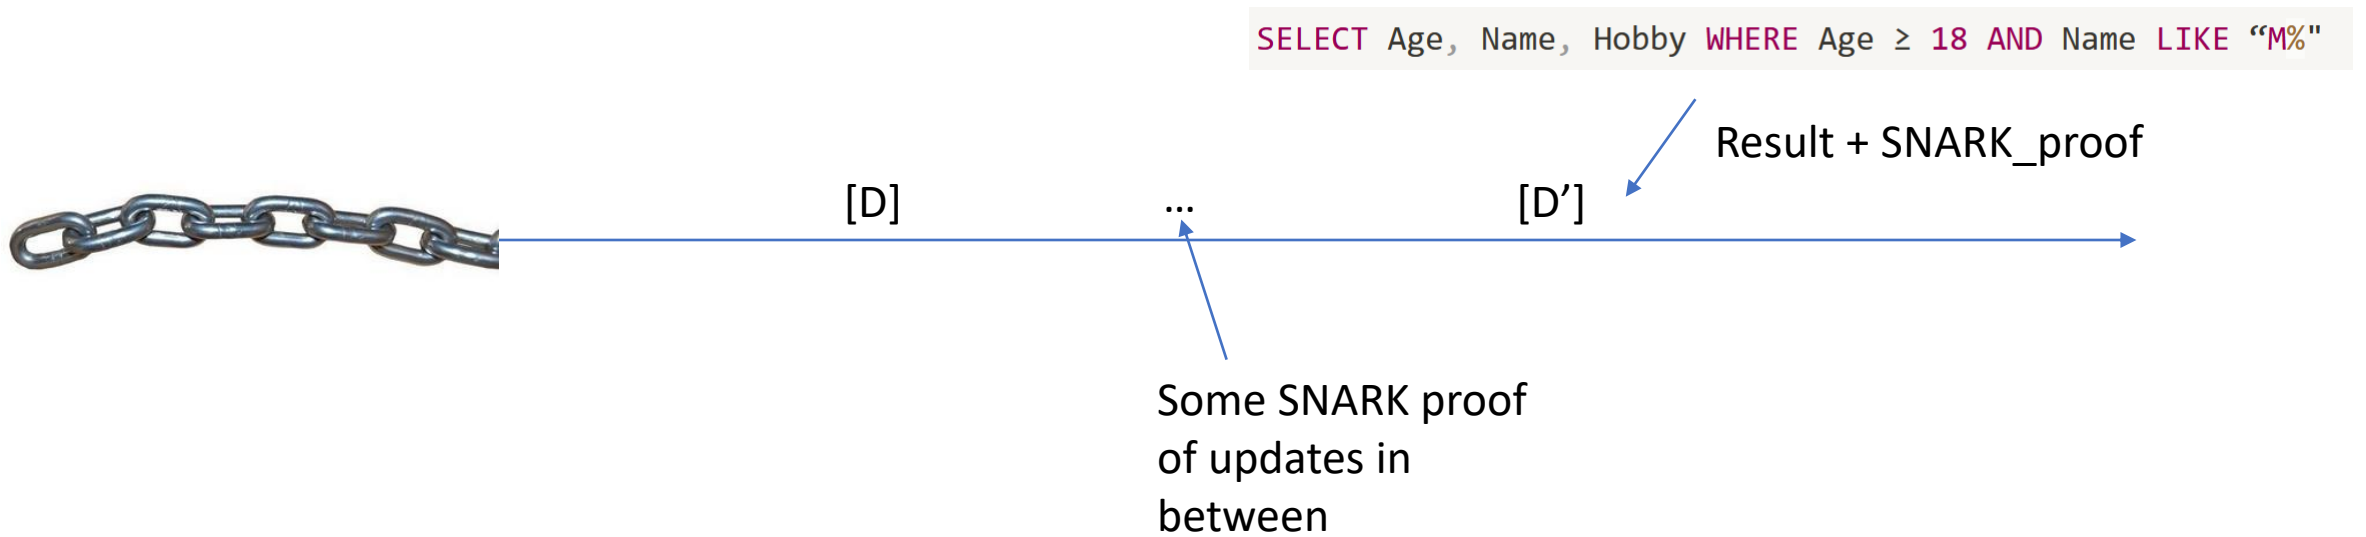 SELECT Age, Name, Hobby WHERE Age ≥ 18 AND Name LIKE “M%"
Result + SNARK_proof
[D] ... [D’]
Some SNARK proof
of updates in
between